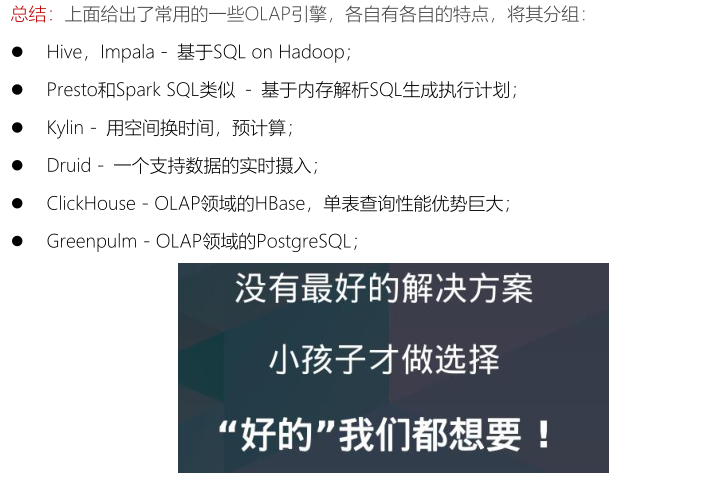 总结：上面给出了常用的一些OLAP引擎，各自有各自的特点，将其分组：
● Hive，Impala - 基于SQL on Hadoop；
● Presto和Spark SQL类似 - 基于内存解析SQL生成执行计划；
● Kylin - 用空间换时间，预计算；
● Druid - 一个支持数据的实时摄入；
● ClickHouse - OLAP领域的HBase，单表查询性能优势巨大；
● Greenpulm - OLAP领域的PostgreSQL；
没有最好的解决方案
小孩子才做选择
“好的”我们都想要！